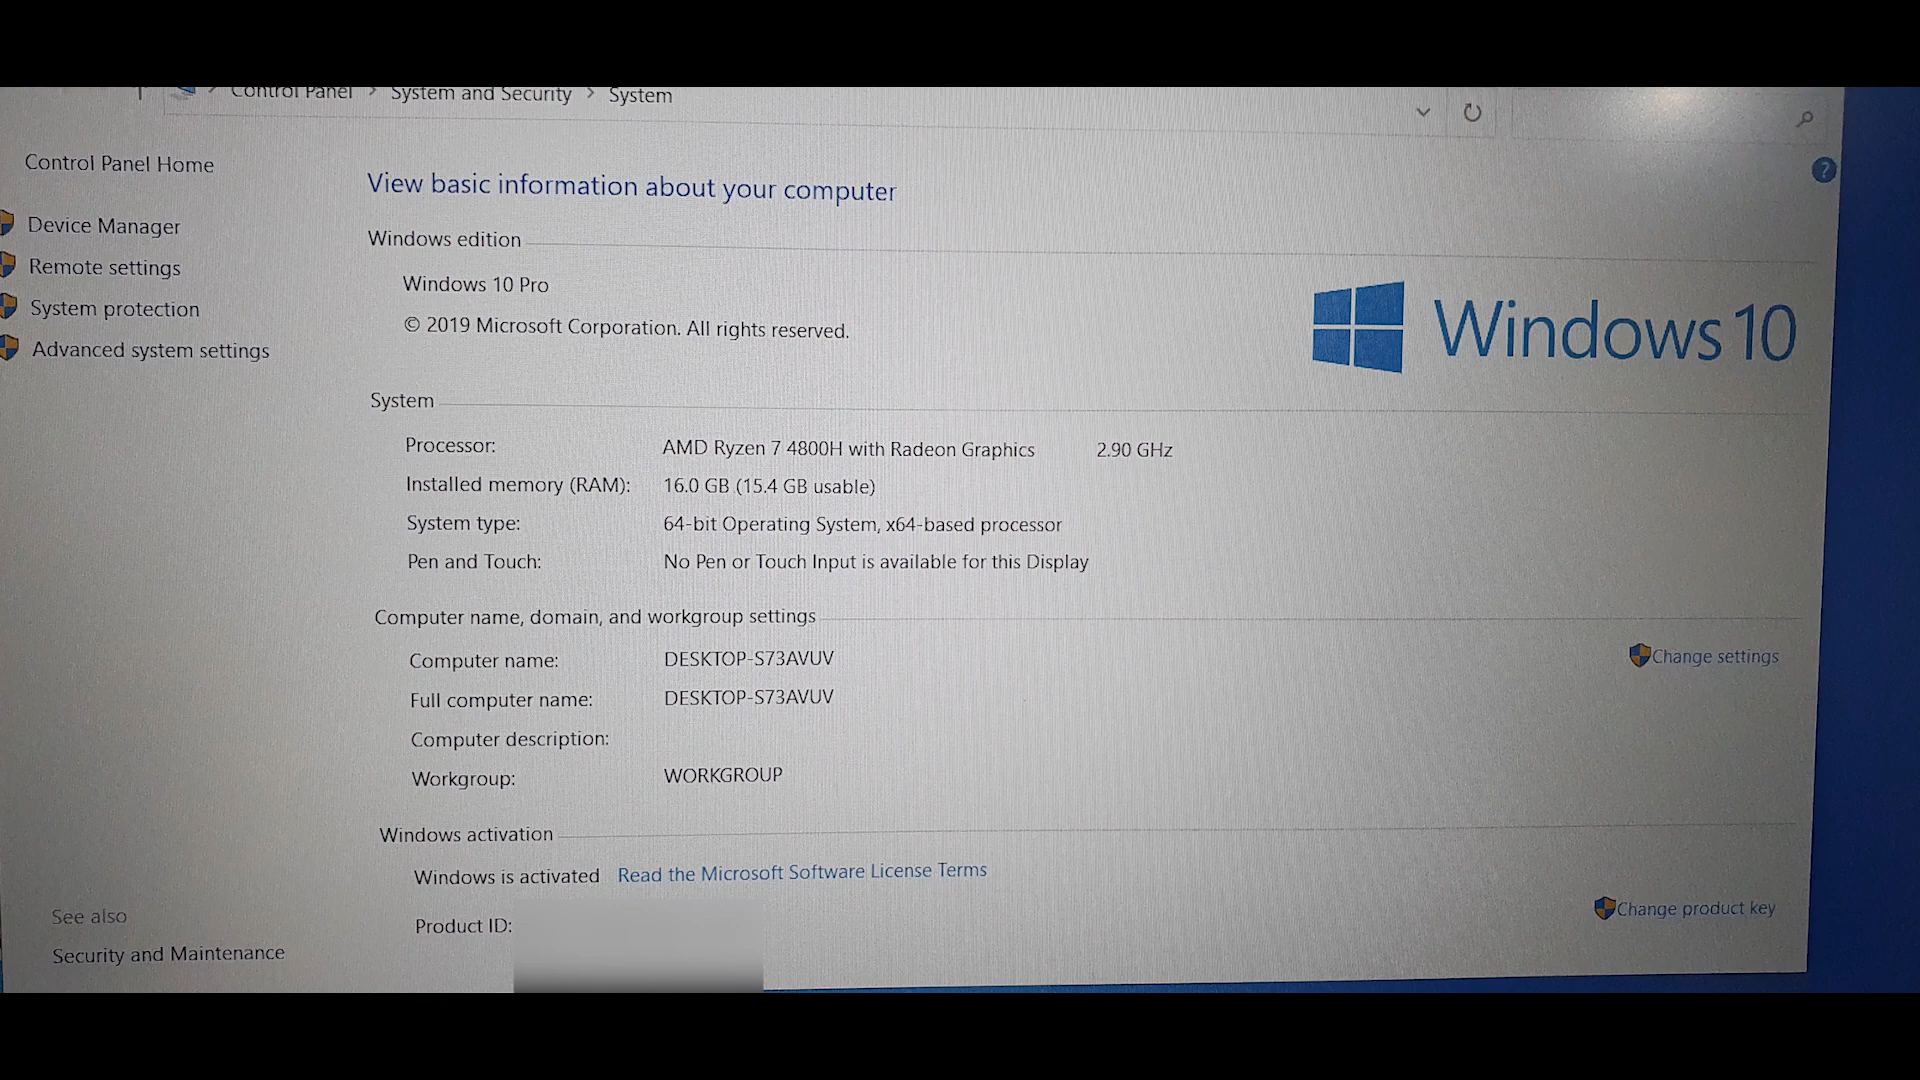 Control Panel > System and Security > System
Control Panel Home
Device Manager
Remote settings
System protection
Advanced system settings
View basic information about your computer
Windows edition
Windows 10 Pro
© 2019 Microsoft Corporation. All rights reserved.
Windows 10
System
Processor: AMD Ryzen 7 4800H with Radeon Graphics 2.90 GHz
Installed memory (RAM): 16.0 GB (15.4 GB usable)
System type: 64-bit Operating System, x64-based processor
Pen and Touch: No Pen or Touch Input is available for this Display
Computer name, domain, and workgroup settings
Computer name: DESKTOP-S73AVUV
Change settings
Full computer name: DESKTOP-S73AVUV
Computer description:
Workgroup: WORKGROUP
Windows activation
Windows is activated Read the Microsoft Software License Terms
Product ID:
Change product key
See also
Security and Maintenance